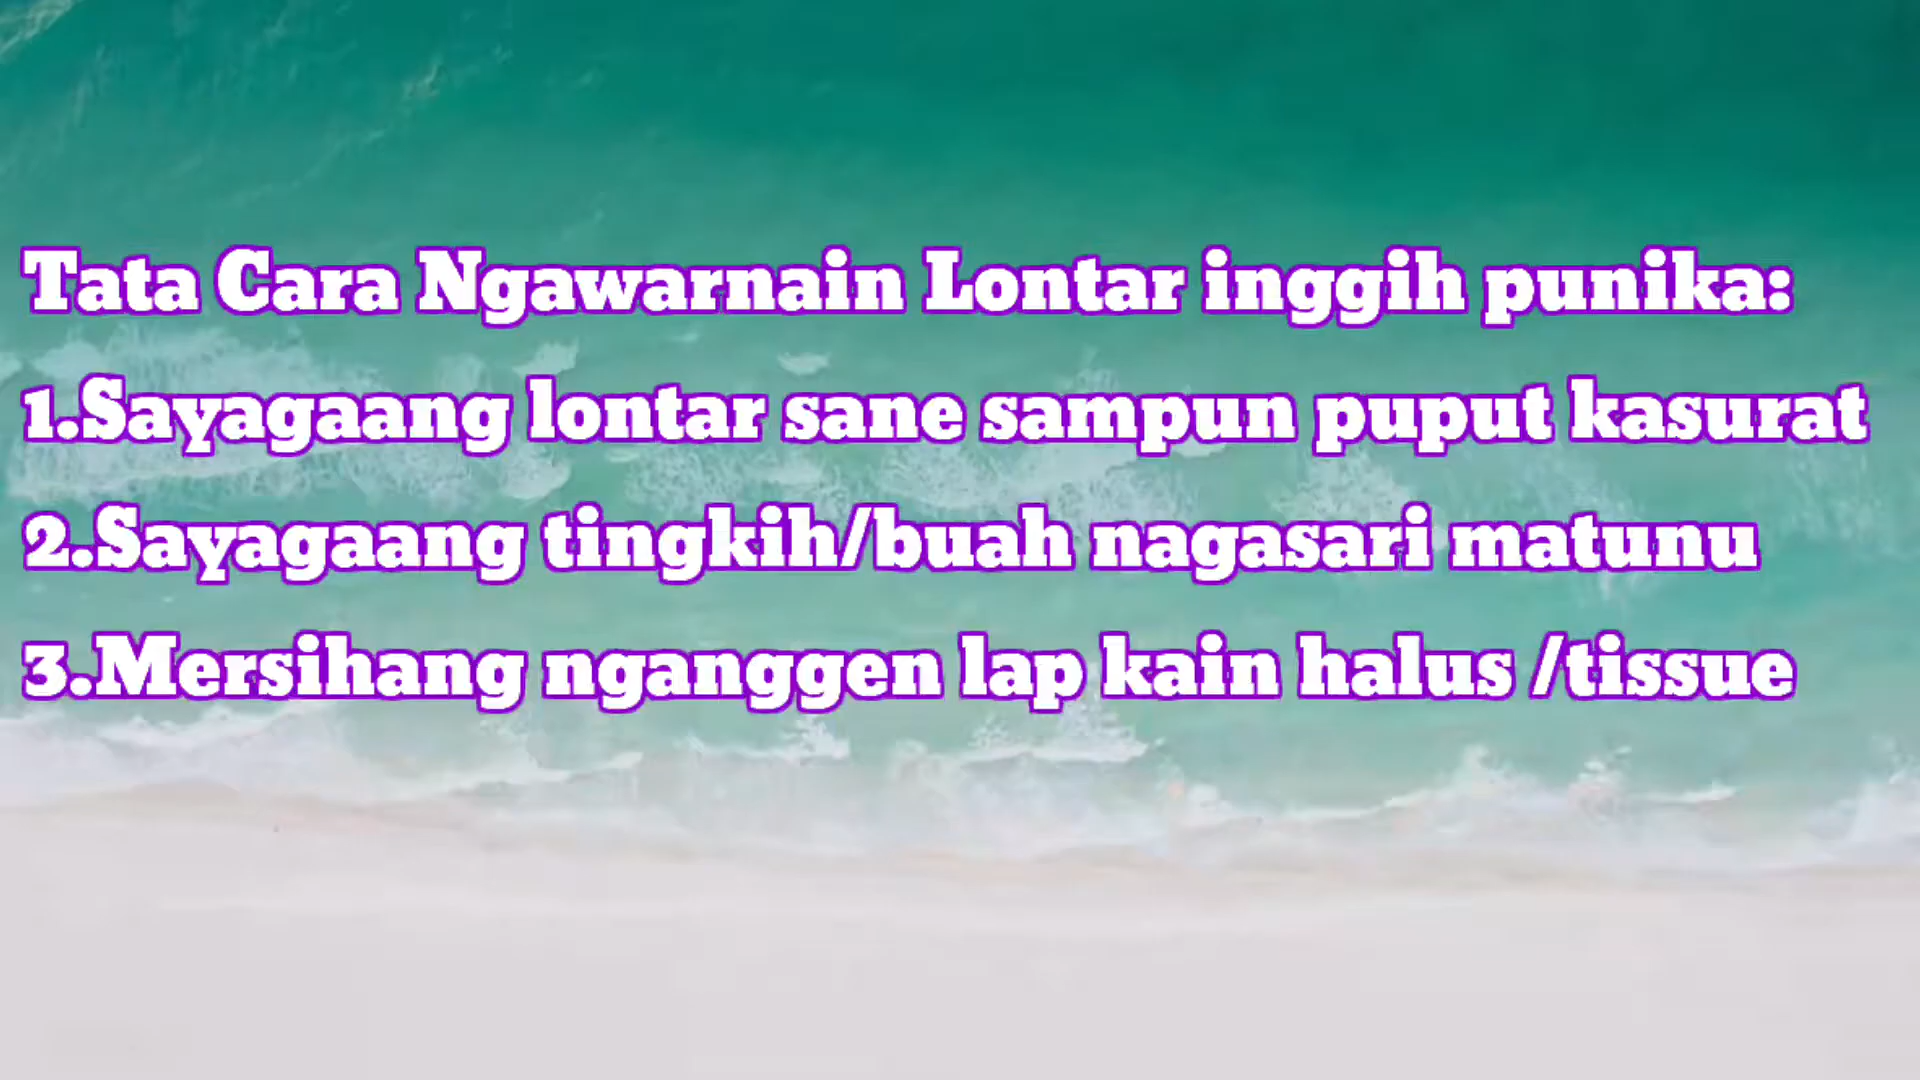 Tata Cara Ngawarnain Lontar inggih punika:
1.Sayagaang lontar sane sampun puput kasurat
2.Sayagaang tingkih/buah nagasari matunu
3.Mersihang nganggen lap kain halus /tissue